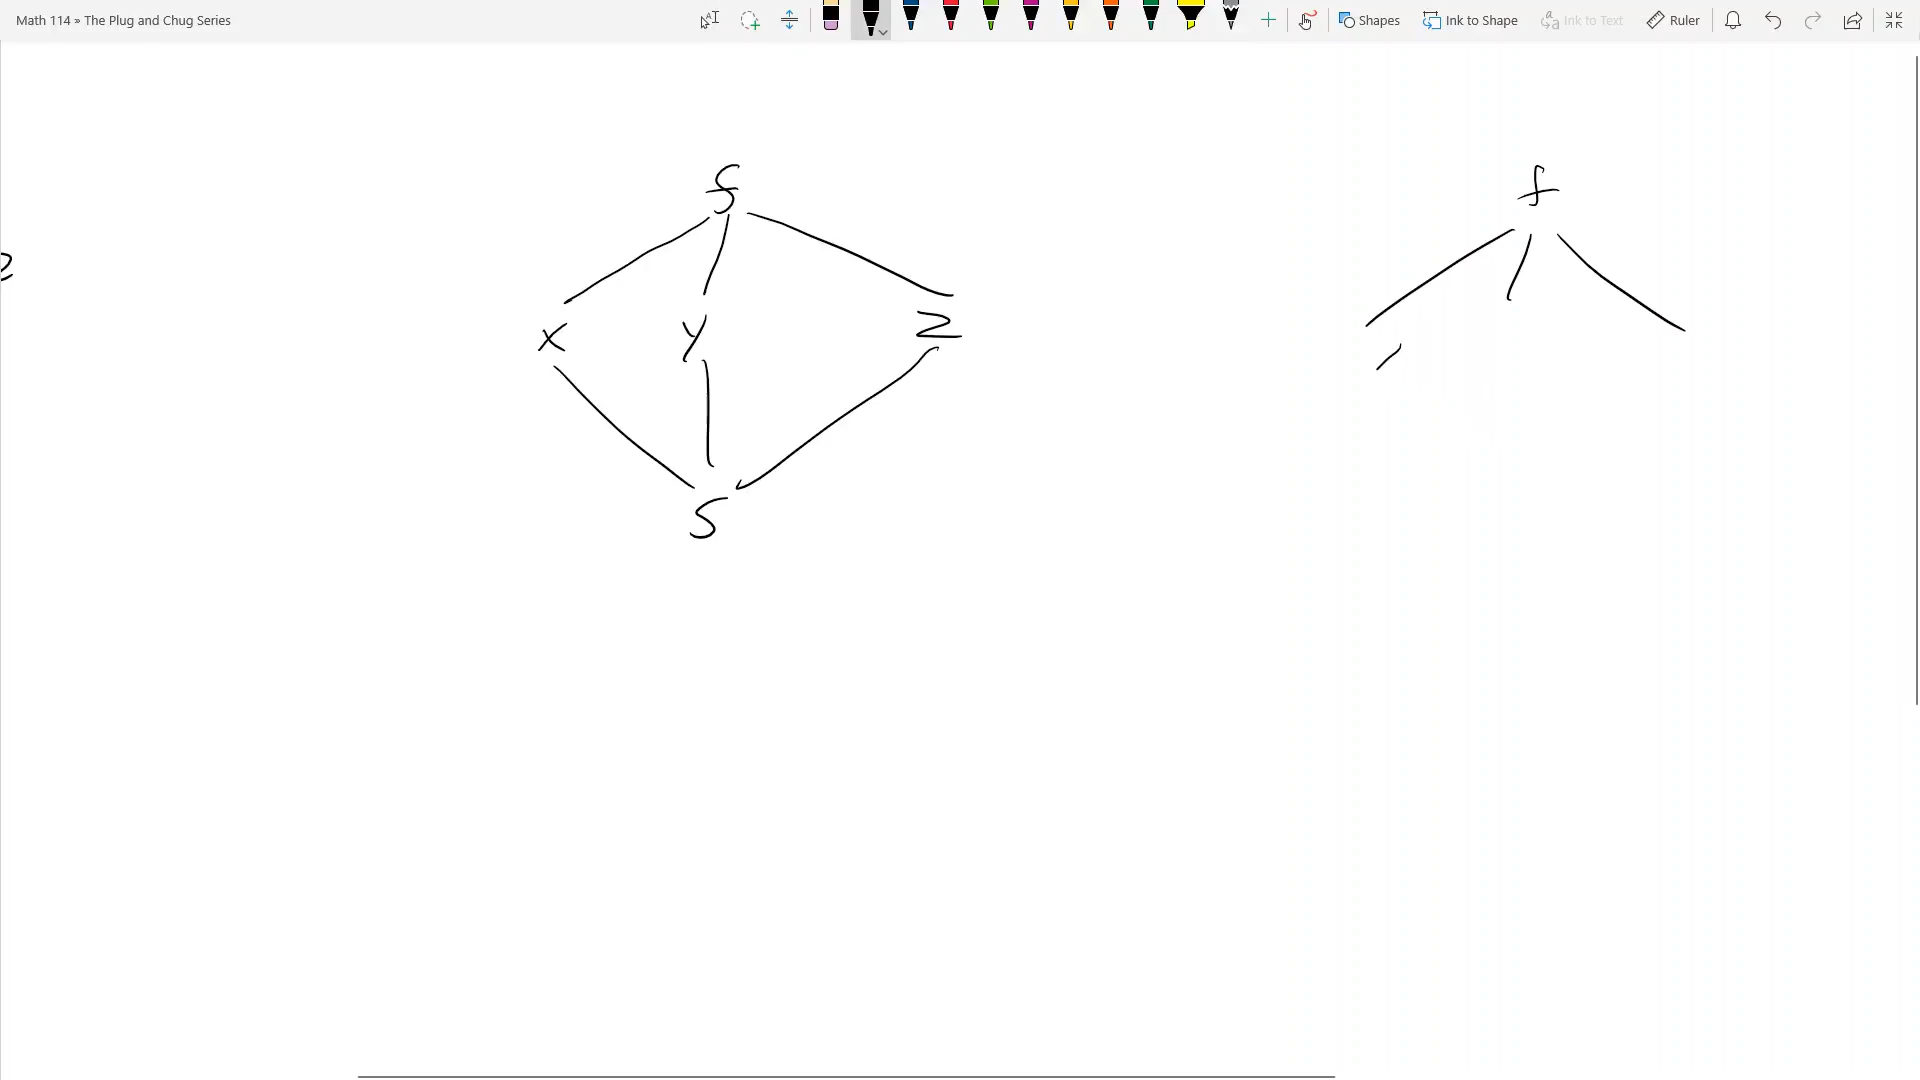 Math 114 » The Plug and Chug Series
Shapes
Ink to Shape
Ink to Text
Ruler
f
f
x
y
z
s